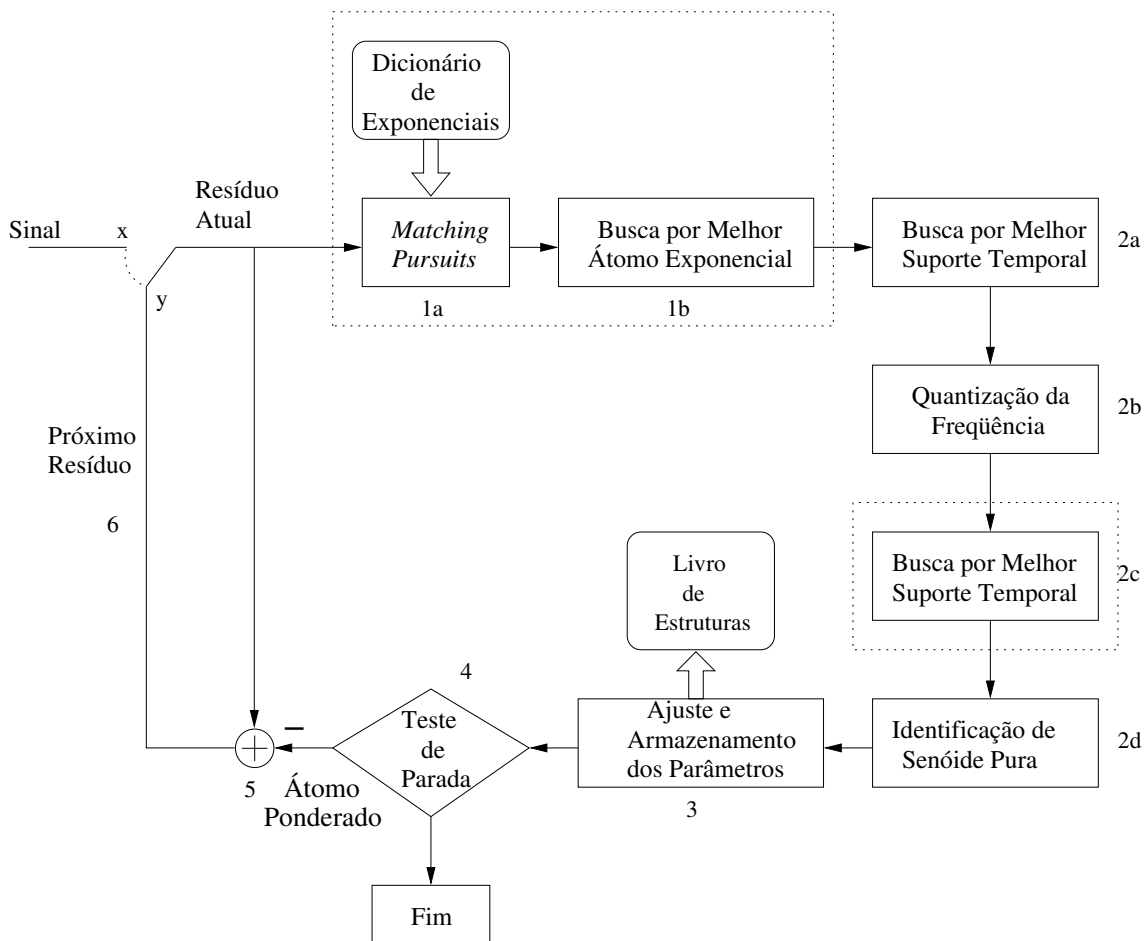 Dicionário
de
Exponenciais
Resíduo
Atual
Sinal
x
y
Matching
Pursuits
1a
Busca por Melhor
Átomo Exponencial
1b
Busca por Melhor
Suporte Temporal
2a
Quantização da
Freqüência
2b
Próximo
Resíduo
6
Busca por Melhor
Suporte Temporal
2c
Livro
de
Estruturas
Identificação de
Senóide Pura
2d
Ajuste e
Armazenamento
dos Parâmetros
3
4
Teste
de
Parada
−
+
5
Átomo
Ponderado
Fim